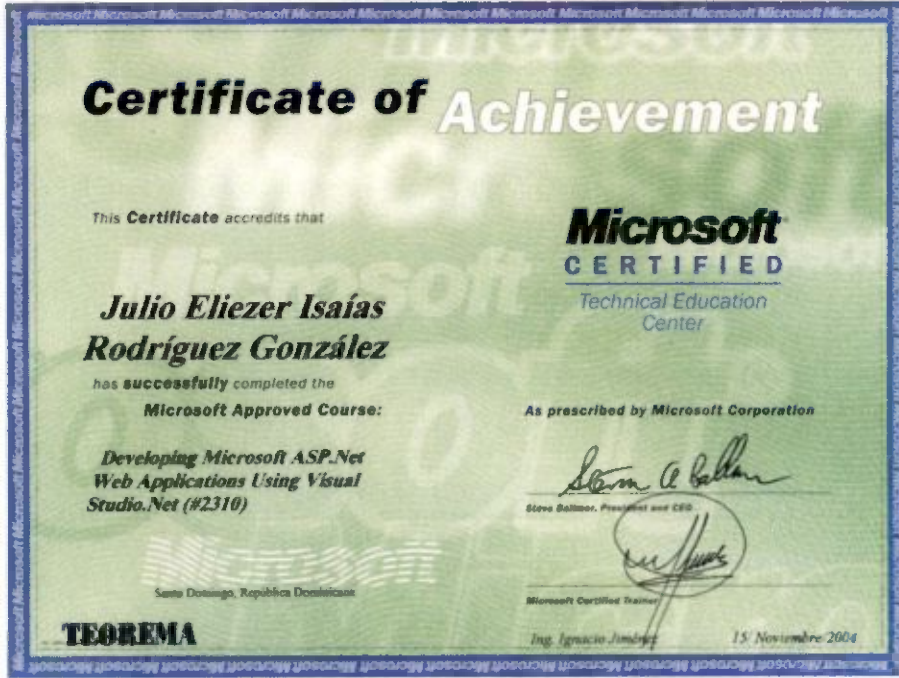 Certificate of Achievement
This Certificate accredits that
Julio Eliezer Isaías
Rodríguez González
has successfully completed the
Microsoft Approved Course:
Developing Microsoft ASP.Net
Web Applications Using Visual
Studio.Net (#2310)
Microsoft
Santo Domingo, República Dominicana
TEOREMA
Microsoft
CERTIFIED
Technical Education
Center
As prescribed by Microsoft Corporation
Steve Ballmer, President and CEO
Microsoft Certified Trainer
Ing. Ignacio Jiménez
15/ Noviembre 2004